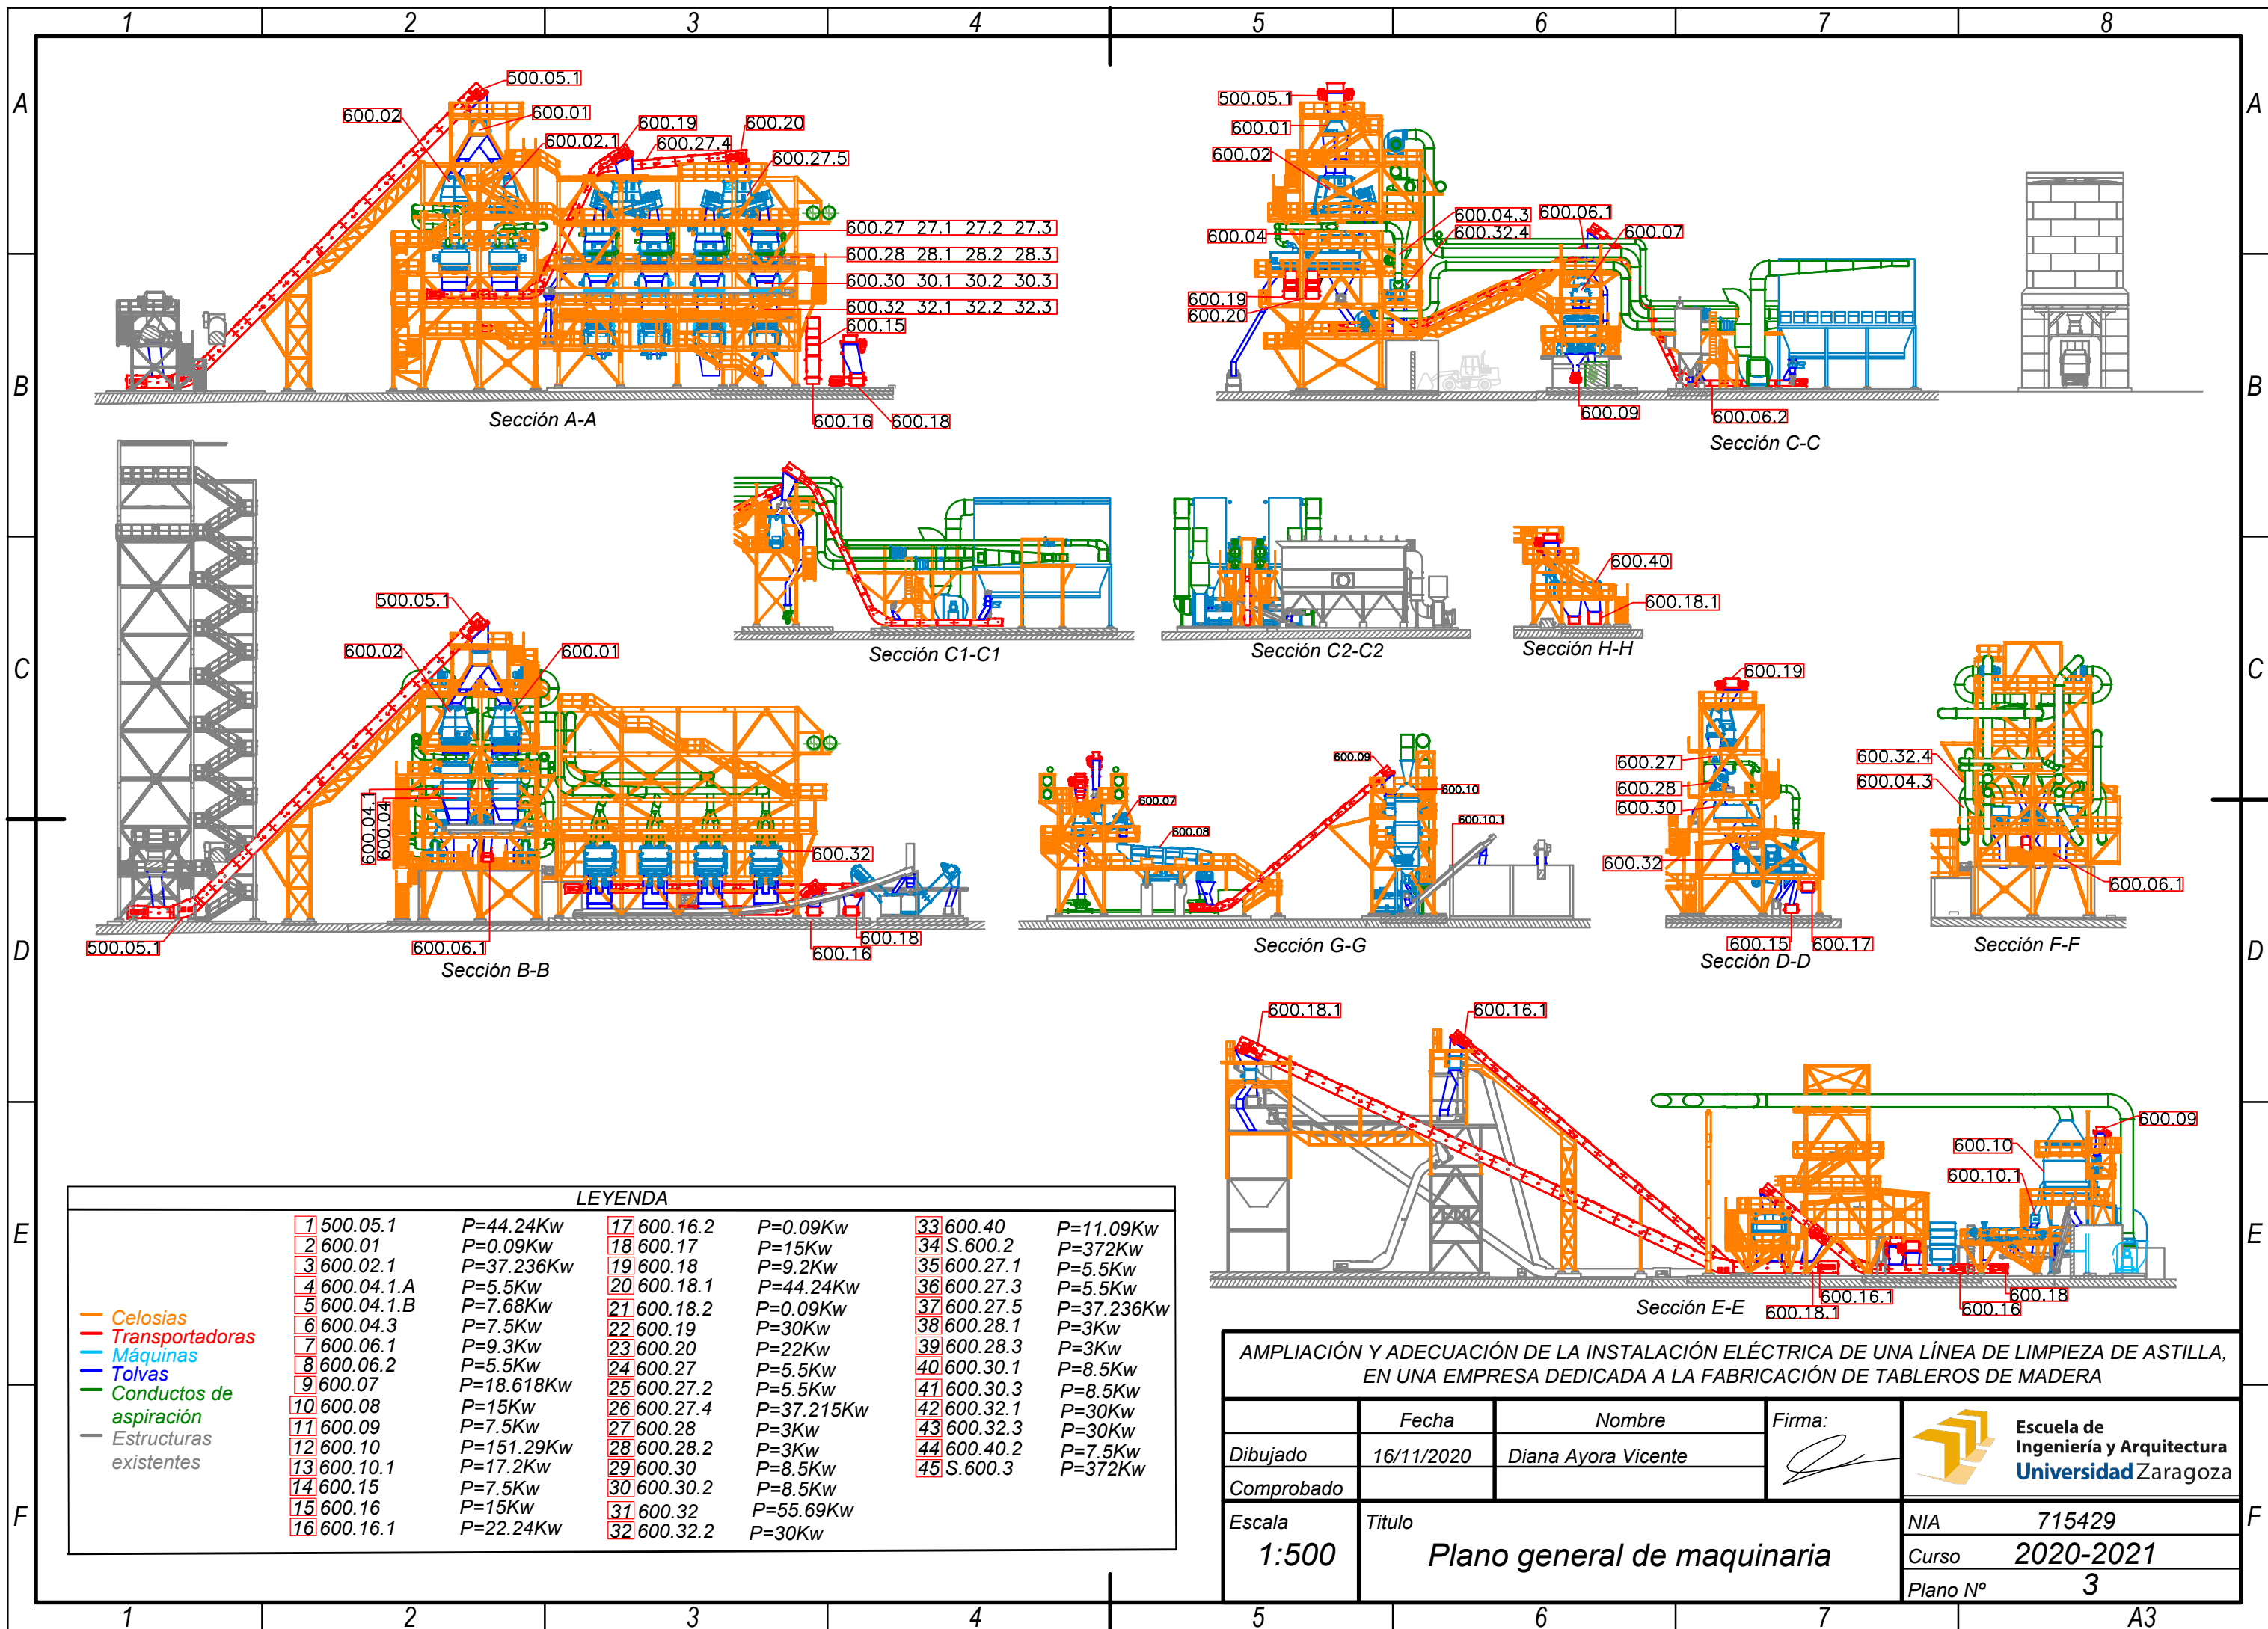 1 2 3 4 5 6 7 8
A
B
C
D
E
F
A
B
C
D
E
F
500.05.1
600.02
600.01
600.02.1
600.19
600.27.4
600.20
600.27.5
600.27 27.1 27.2 27.3
600.28 28.1 28.2 28.3
600.30 30.1 30.2 30.3
600.32 32.1 32.2 32.3
600.15
600.16
600.18
Sección A-A
500.05.1
600.01
600.02
600.04
600.19
600.20
600.04.3
600.32.4
600.06.1
600.07
600.09
600.06.2
Sección C-C
Sección C1-C1
Sección C2-C2
600.40
600.18.1
Sección H-H
500.05.1
600.02
600.01
600.04.1
600.04
600.32
500.05.1
600.06.1
600.16
600.18
Sección B-B
600.09
600.07
600.10
600.08
600.10.1
Sección G-G
600.19
600.27
600.28
600.30
600.32
600.15
600.17
Sección D-D
600.32.4
600.04.3
600.06.1
Sección F-F
600.18.1
600.16.1
600.09
600.10
600.10.1
600.16.1
600.18.1
600.16
600.18
Sección E-E
LEYENDA
Celosias
Transportadoras
Máquinas
Tolvas
Conductos de
aspiración
Estructuras
existentes
1 500.05.1 P=44.24Kw
2 600.01 P=0.09Kw
3 600.02.1 P=37.236Kw
4 600.04.1.A P=5.5Kw
5 600.04.1.B P=7.68Kw
6 600.04.3 P=7.5Kw
7 600.06.1 P=9.3Kw
8 600.06.2 P=5.5Kw
9 600.07 P=18.618Kw
10 600.08 P=15Kw
11 600.09 P=7.5Kw
12 600.10 P=151.29Kw
13 600.10.1 P=17.2Kw
14 600.15 P=7.5Kw
15 600.16 P=15Kw
16 600.16.1 P=22.24Kw
17 600.16.2 P=0.09Kw
18 600.17 P=15Kw
19 600.18 P=9.2Kw
20 600.18.1 P=44.24Kw
21 600.18.2 P=0.09Kw
22 600.19 P=30Kw
23 600.20 P=22Kw
24 600.27 P=5.5Kw
25 600.27.2 P=5.5Kw
26 600.27.4 P=37.215Kw
27 600.28 P=3Kw
28 600.28.2 P=3Kw
29 600.30 P=8.5Kw
30 600.30.2 P=8.5Kw
31 600.32 P=55.69Kw
32 600.32.2 P=30Kw
33 600.40 P=11.09Kw
34 S.600.2 P=372Kw
35 600.27.1 P=5.5Kw
36 600.27.3 P=5.5Kw
37 600.27.5 P=37.236Kw
38 600.28.1 P=3Kw
39 600.28.3 P=3Kw
40 600.30.1 P=8.5Kw
41 600.30.3 P=8.5Kw
42 600.32.1 P=30Kw
43 600.32.3 P=30Kw
44 600.40.2 P=7.5Kw
45 S.600.3 P=372Kw
AMPLIACIÓN Y ADECUACIÓN DE LA INSTALACIÓN ELÉCTRICA DE UNA LÍNEA DE LIMPIEZA DE ASTILLA,
EN UNA EMPRESA DEDICADA A LA FABRICACIÓN DE TABLEROS DE MADERA
Fecha Nombre Firma:
Dibujado 16/11/2020 Diana Ayora Vicente
Comprobado
Escuela de
Ingeniería y Arquitectura
Universidad Zaragoza
Escala
1:500
Titulo
Plano general de maquinaria
NIA 715429
Curso 2020-2021
Plano Nº 3
1 2 3 4 5 6 7 A3